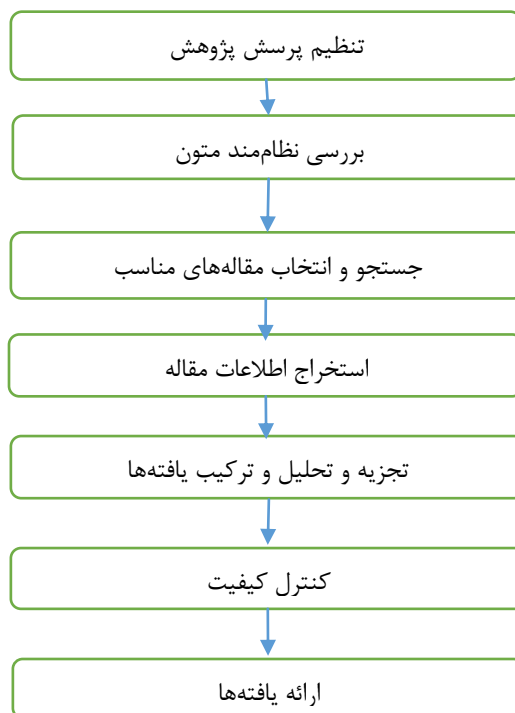 تنظیم پرسش پژوهش
بررسی نظام‌مند متون
جستجو و انتخاب مقاله‌های مناسب
استخراج اطلاعات مقاله
تجزیه و تحلیل و ترکیب یافته‌ها
کنترل کیفیت
ارائه یافته‌ها